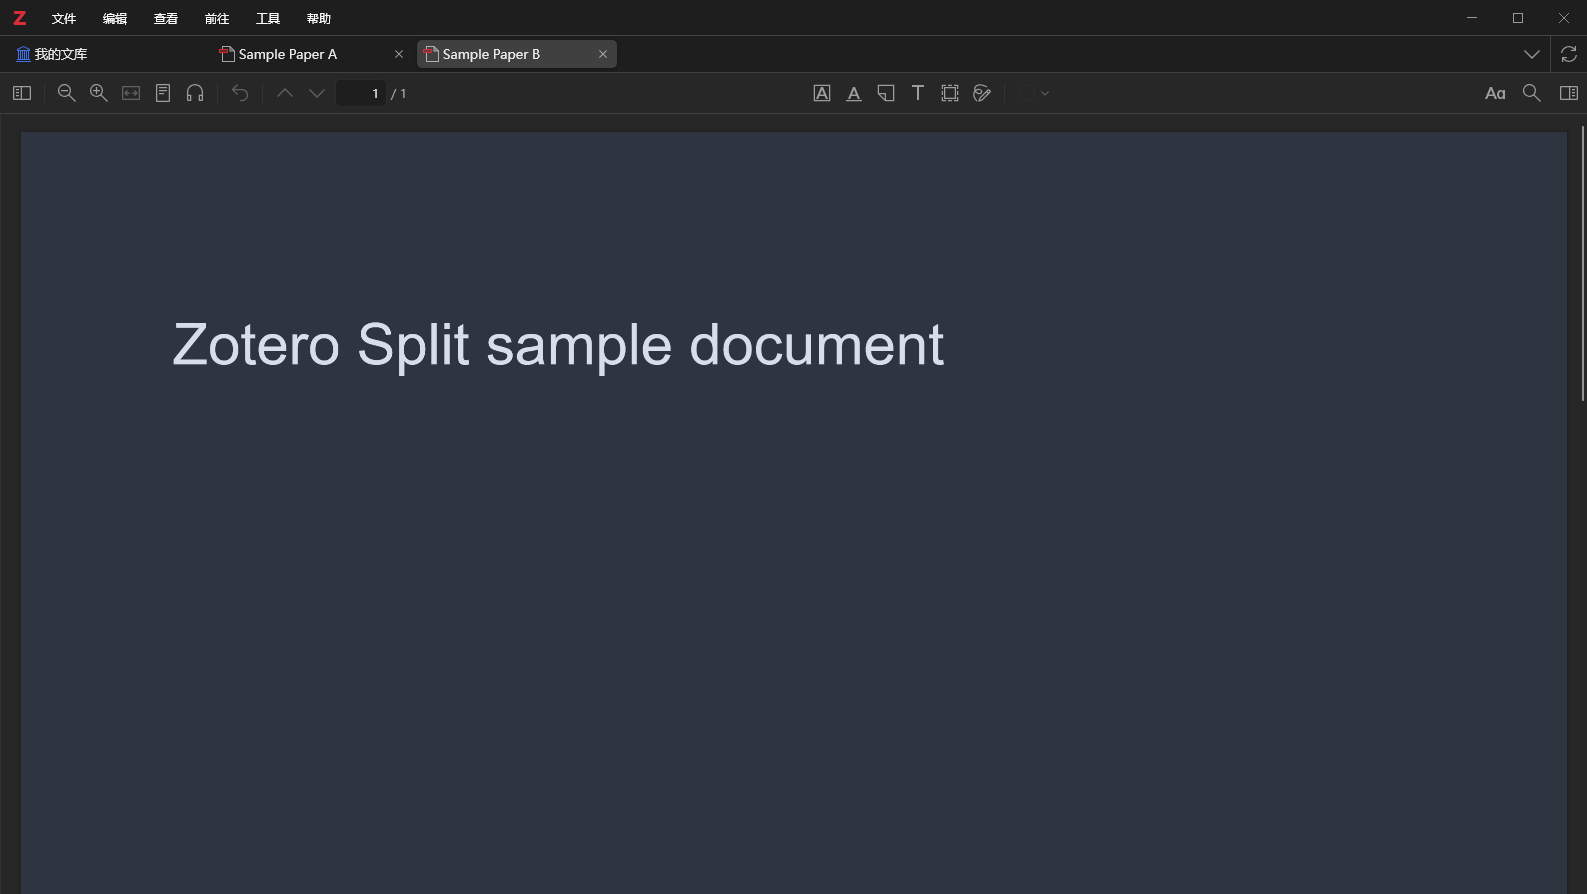 Z 文件 编辑 查看 前往 工具 帮助
我的文库 Sample Paper A Sample Paper B
1 / 1 A A T Aa
Zotero Split sample document